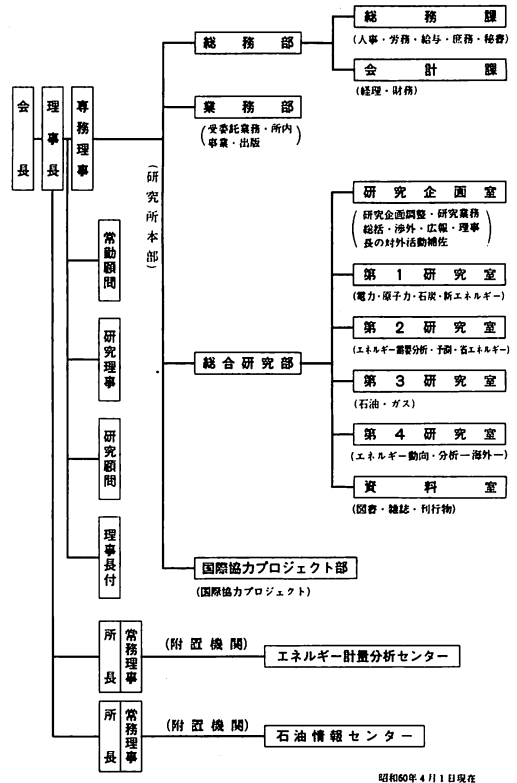 会長
理事長
専務理事
(研究所本部)
総務部
総務課
(人事・労務・給与・庶務・秘書)
会計課
(経理・財務)
業務部
(受委託業務・所内
事業・出版)
常勤顧問
研究理事
研究顧問
理事長付
総合研究部
研究企画室
(研究企画調整・研究業務
総括・渉外・広報・理事
長の対外活動補佐)
第1研究室
(電力・原子力・石炭・新エネルギー)
第2研究室
(エネルギー需要分析・予測・省エネルギー)
第3研究室
(石油・ガス)
第4研究室
(エネルギー動向・分析―海外―)
資料室
(図書・雑誌・刊行物)
国際協力プロジェクト部
(国際協力プロジェクト)
所長
常務理事
(附置機関)
エネルギー計量分析センター
所長
常務理事
(附置機関)
石油情報センター
昭和60年4月1日現在